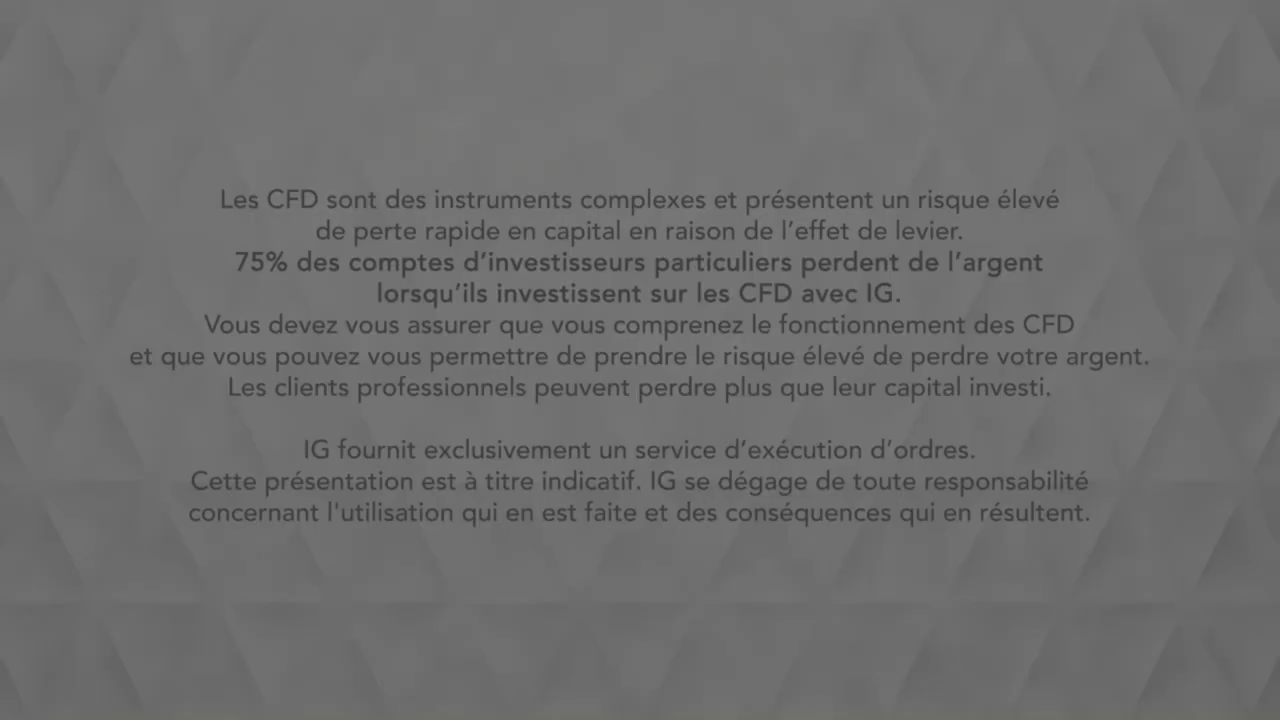 Les CFD sont des instruments complexes et présentent un risque élevé
de perte rapide en capital en raison de l’effet de levier.
75% des comptes d’investisseurs particuliers perdent de l’argent
lorsqu’ils investissent sur les CFD avec IG.
Vous devez vous assurer que vous comprenez le fonctionnement des CFD
et que vous pouvez vous permettre de prendre le risque élevé de perdre votre argent.
Les clients professionnels peuvent perdre plus que leur capital investi.
IG fournit exclusivement un service d’exécution d’ordres.
Cette présentation est à titre indicatif. IG se dégage de toute responsabilité
concernant l'utilisation qui en est faite et des conséquences qui en résultent.